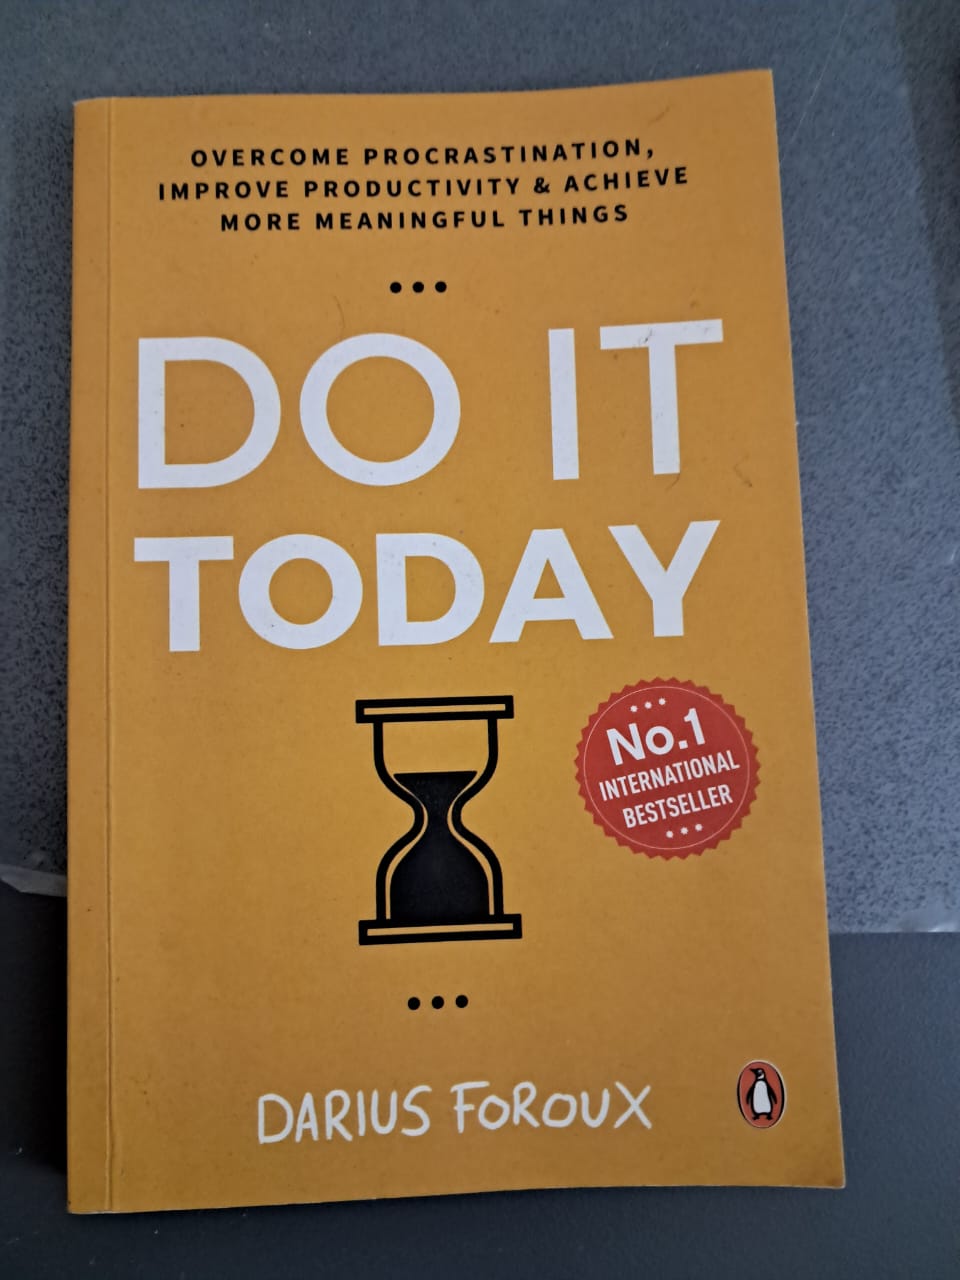 OVERCOME PROCRASTINATION,
IMPROVE PRODUCTIVITY & ACHIEVE
MORE MEANINGFUL THINGS
DO IT
TODAY
No.1
INTERNATIONAL
BESTSELLER
DARIUS FOROUX